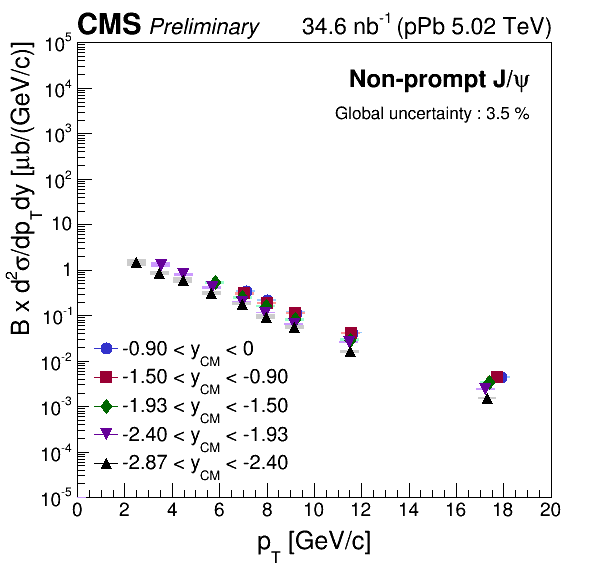 CMS Preliminary 34.6 nb⁻¹ (pPb 5.02 TeV)
Non-prompt J/ψ
Global uncertainty : 3.5 %
B x d²σ/dp_T dy [μb/(GeV/c)]
10⁵
10⁴
10³
10²
10
1
10⁻¹
10⁻²
10⁻³
10⁻⁴
10⁻⁵
-0.90 < y_CM < 0
-1.50 < y_CM < -0.90
-1.93 < y_CM < -1.50
-2.40 < y_CM < -1.93
-2.87 < y_CM < -2.40
0 2 4 6 8 10 12 14 16 18 20
p_T [GeV/c]